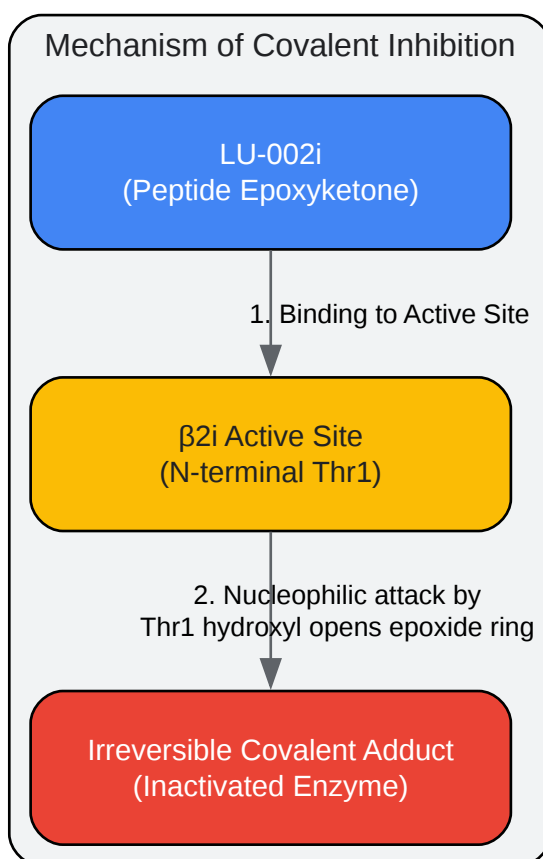 Mechanism of Covalent Inhibition
LU-002i
(Peptide Epoxyketone)
1. Binding to Active Site
β2i Active Site
(N-terminal Thr1)
2. Nucleophilic attack by
Thr1 hydroxyl opens epoxide ring
Irreversible Covalent Adduct
(Inactivated Enzyme)